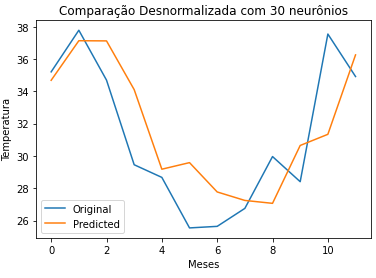 Comparação Desnormalizada com 30 neurônios
Temperatura
38
36
34
32
30
28
26
Original
Predicted
0
2
4
6
8
10
Meses